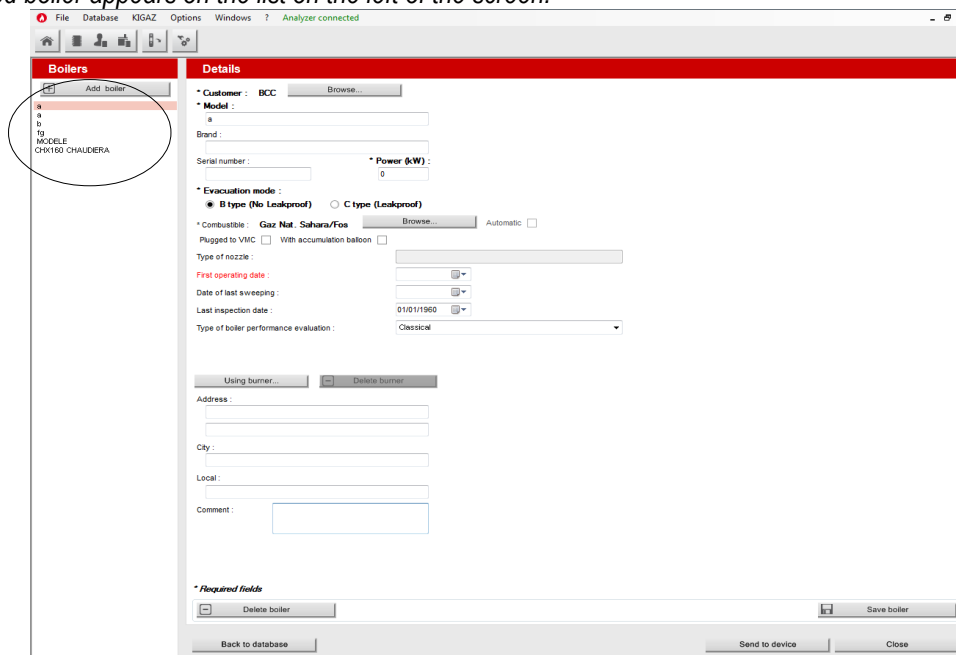 d boiler appears on the list on the left of the screen.
File Database KIGAZ Options Windows ? Analyzer connected
Boilers
Add boiler
a
a
b
fg
MODELE
CHX160 CHAUDIERA
Details
* Customer : BCC Browse...
* Model :
a
Brand :
Serial number : * Power (kW) :
0
* Evacuation mode :
B type (No Leakproof) C type (Leakproof)
* Combustible : Gaz Nat. Sahara/Fos Browse... Automatic
Plugged to VMC With accumulation balloon
Type of nozzle :
First operating date :
Date of last sweeping :
Last inspection date : 01/01/1960
Type of boiler performance evaluation : Classical
Using burner... Delete burner
Address :
City :
Local :
Comment :
* Required fields
Delete boiler Save boiler
Back to database Send to device Close